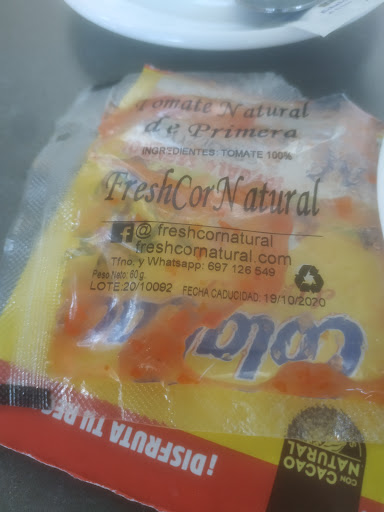 Tomate Natural
de Primera
INGREDIENTES: TOMATE 100%
FreshCorNatural
f @ freshcornatural
freshcornatural.com
Tfno. y Whatsapp: 697 126 549
Peso Neto: 60 g.
LOTE:20/10092 FECHA CADUCIDAD: 19/10/2020
¡DISFRUTA TU
CON CACAO
NATURAL